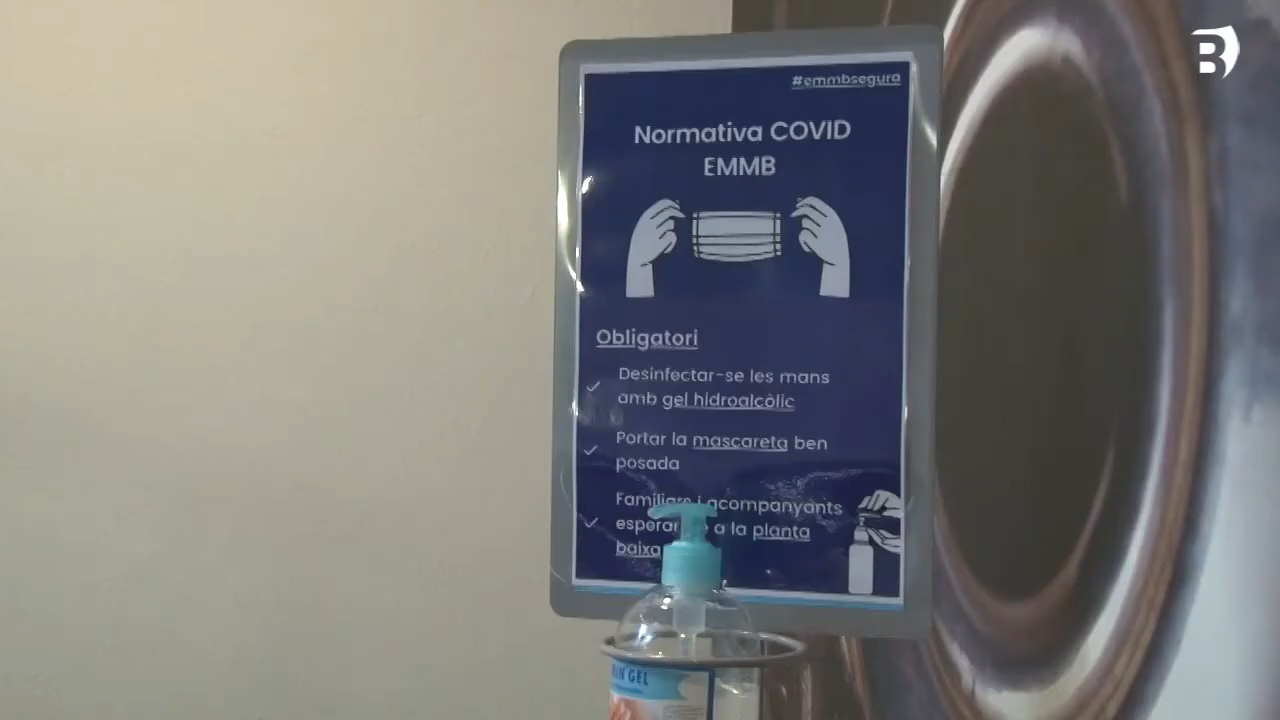 B
#emmbsegura
Normativa COVID
EMMB
Obligatori
Desinfectar-se les mans
amb gel hidroalcòlic
Portar la mascareta ben
posada
Familiars i acompanyants
a la planta
baixa
GEL